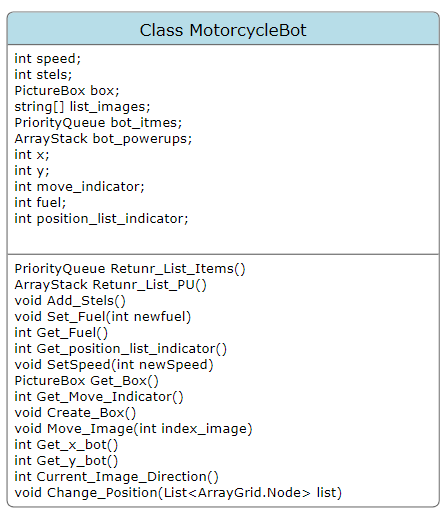 Class MotorcycleBot
int speed;
int stels;
PictureBox box;
string[] list_images;
PriorityQueue bot_itmes;
ArrayStack bot_powerups;
int x;
int y;
int move_indicator;
int fuel;
int position_list_indicator;
PriorityQueue Retunr_List_Items()
ArrayStack Retunr_List_PU()
void Add_Stels()
void Set_Fuel(int newfuel)
int Get_Fuel()
int Get_position_list_indicator()
void SetSpeed(int newSpeed)
PictureBox Get_Box()
int Get_Move_Indicator()
void Create_Box()
void Move_Image(int index_image)
int Get_x_bot()
int Get_y_bot()
int Current_Image_Direction()
void Change_Position(List<ArrayGrid.Node> list)